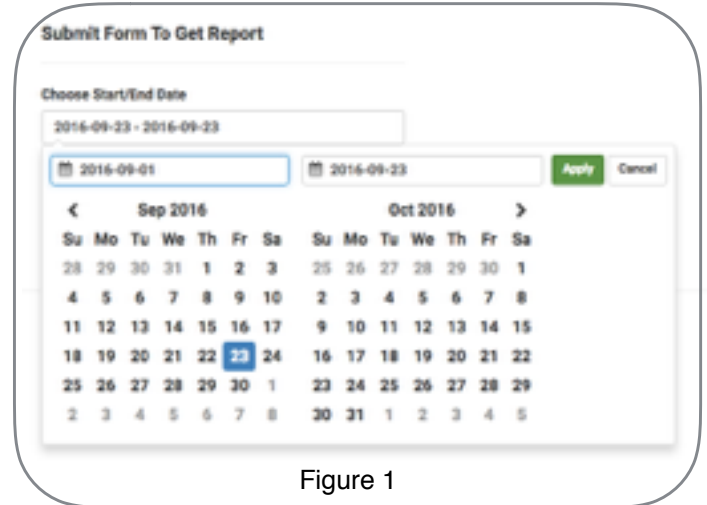 Submit Form To Get Report
Choose Start/End Date
2016-09-23 - 2016-09-23
2016-09-01 2016-09-23 Apply Cancel
Sep 2016 Oct 2016
Su Mo Tu We Th Fr Sa Su Mo Tu We Th Fr Sa
28 29 30 31 1 2 3 25 26 27 28 29 30 1
4 5 6 7 8 9 10 2 3 4 5 6 7 8
11 12 13 14 15 16 17 9 10 11 12 13 14 15
18 19 20 21 22 23 24 16 17 18 19 20 21 22
25 26 27 28 29 30 1 23 24 25 26 27 28 29
2 3 4 5 6 7 8 30 31 1 2 3 4 5
Figure 1